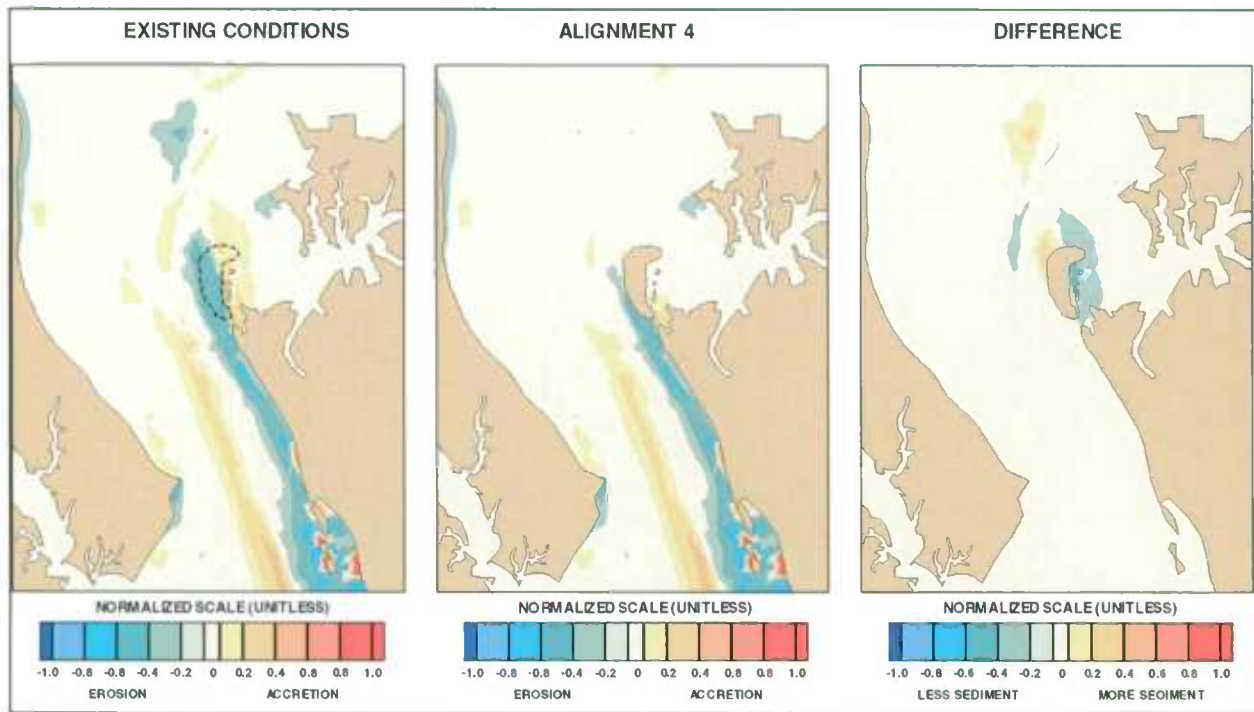 EXISTING CONDITIONS
ALIGNMENT 4
DIFFERENCE
NORMALIZED SCALE (UNITLESS)
-1.0 -0.8 -0.8 -0.4 -0.2 0 0.2 0.4 0.6 0.8 1.0
EROSION ACCRETION
NORMALIZED SCALE (UNITLESS)
-1.0 -0.8 -0.6 -0.4 -0.2 0 0.2 0.4 0.6 0.8 1.0
EROSION ACCRETION
NORMALIZED SCALE (UNITLESS)
-1.0 -0.8 -0.6 -0.4 -0.2 0 0.2 0.4 0.6 0.8 1.0
LESS SEDIMENT MORE SEDIMENT